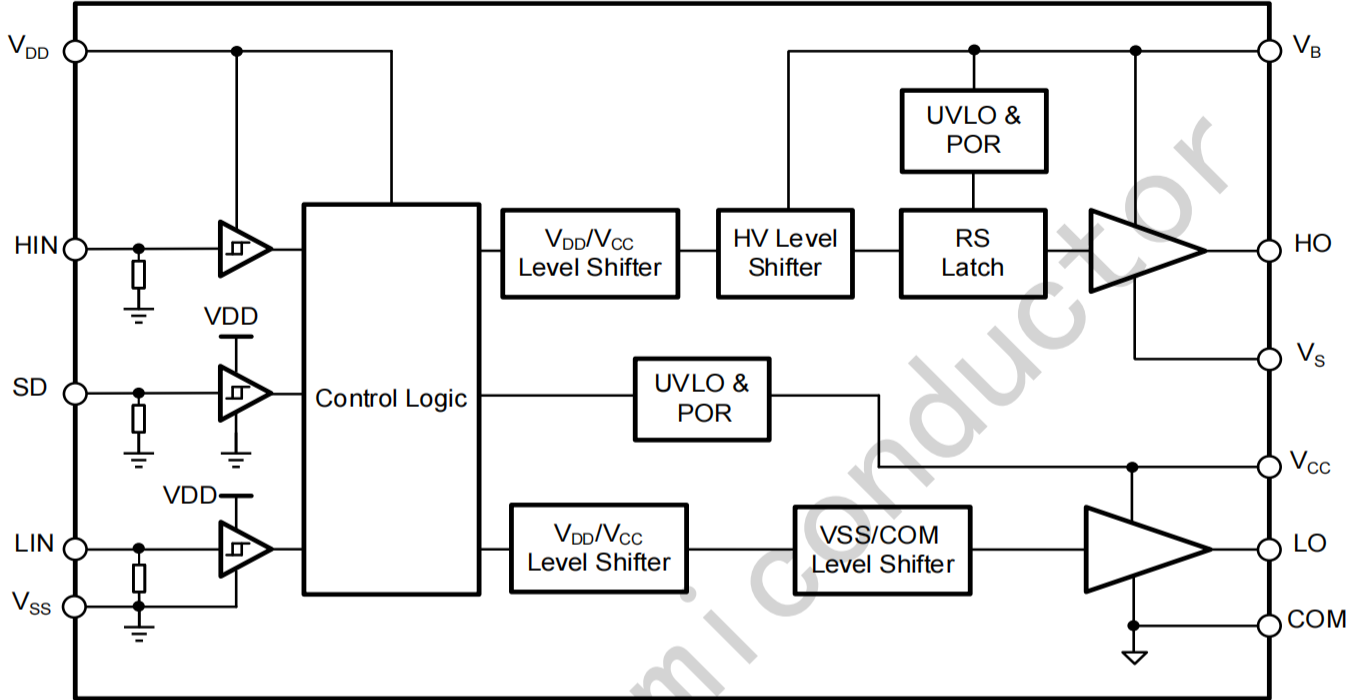 VDD
VB
UVLO &
POR
HIN
VDD/VCC
Level Shifter
HV Level
Shifter
RS
Latch
HO
VDD
VS
SD
Control Logic
UVLO &
POR
VCC
VDD
LIN
VDD/VCC
Level Shifter
VSS/COM
Level Shifter
LO
VSS
COM
miconductor